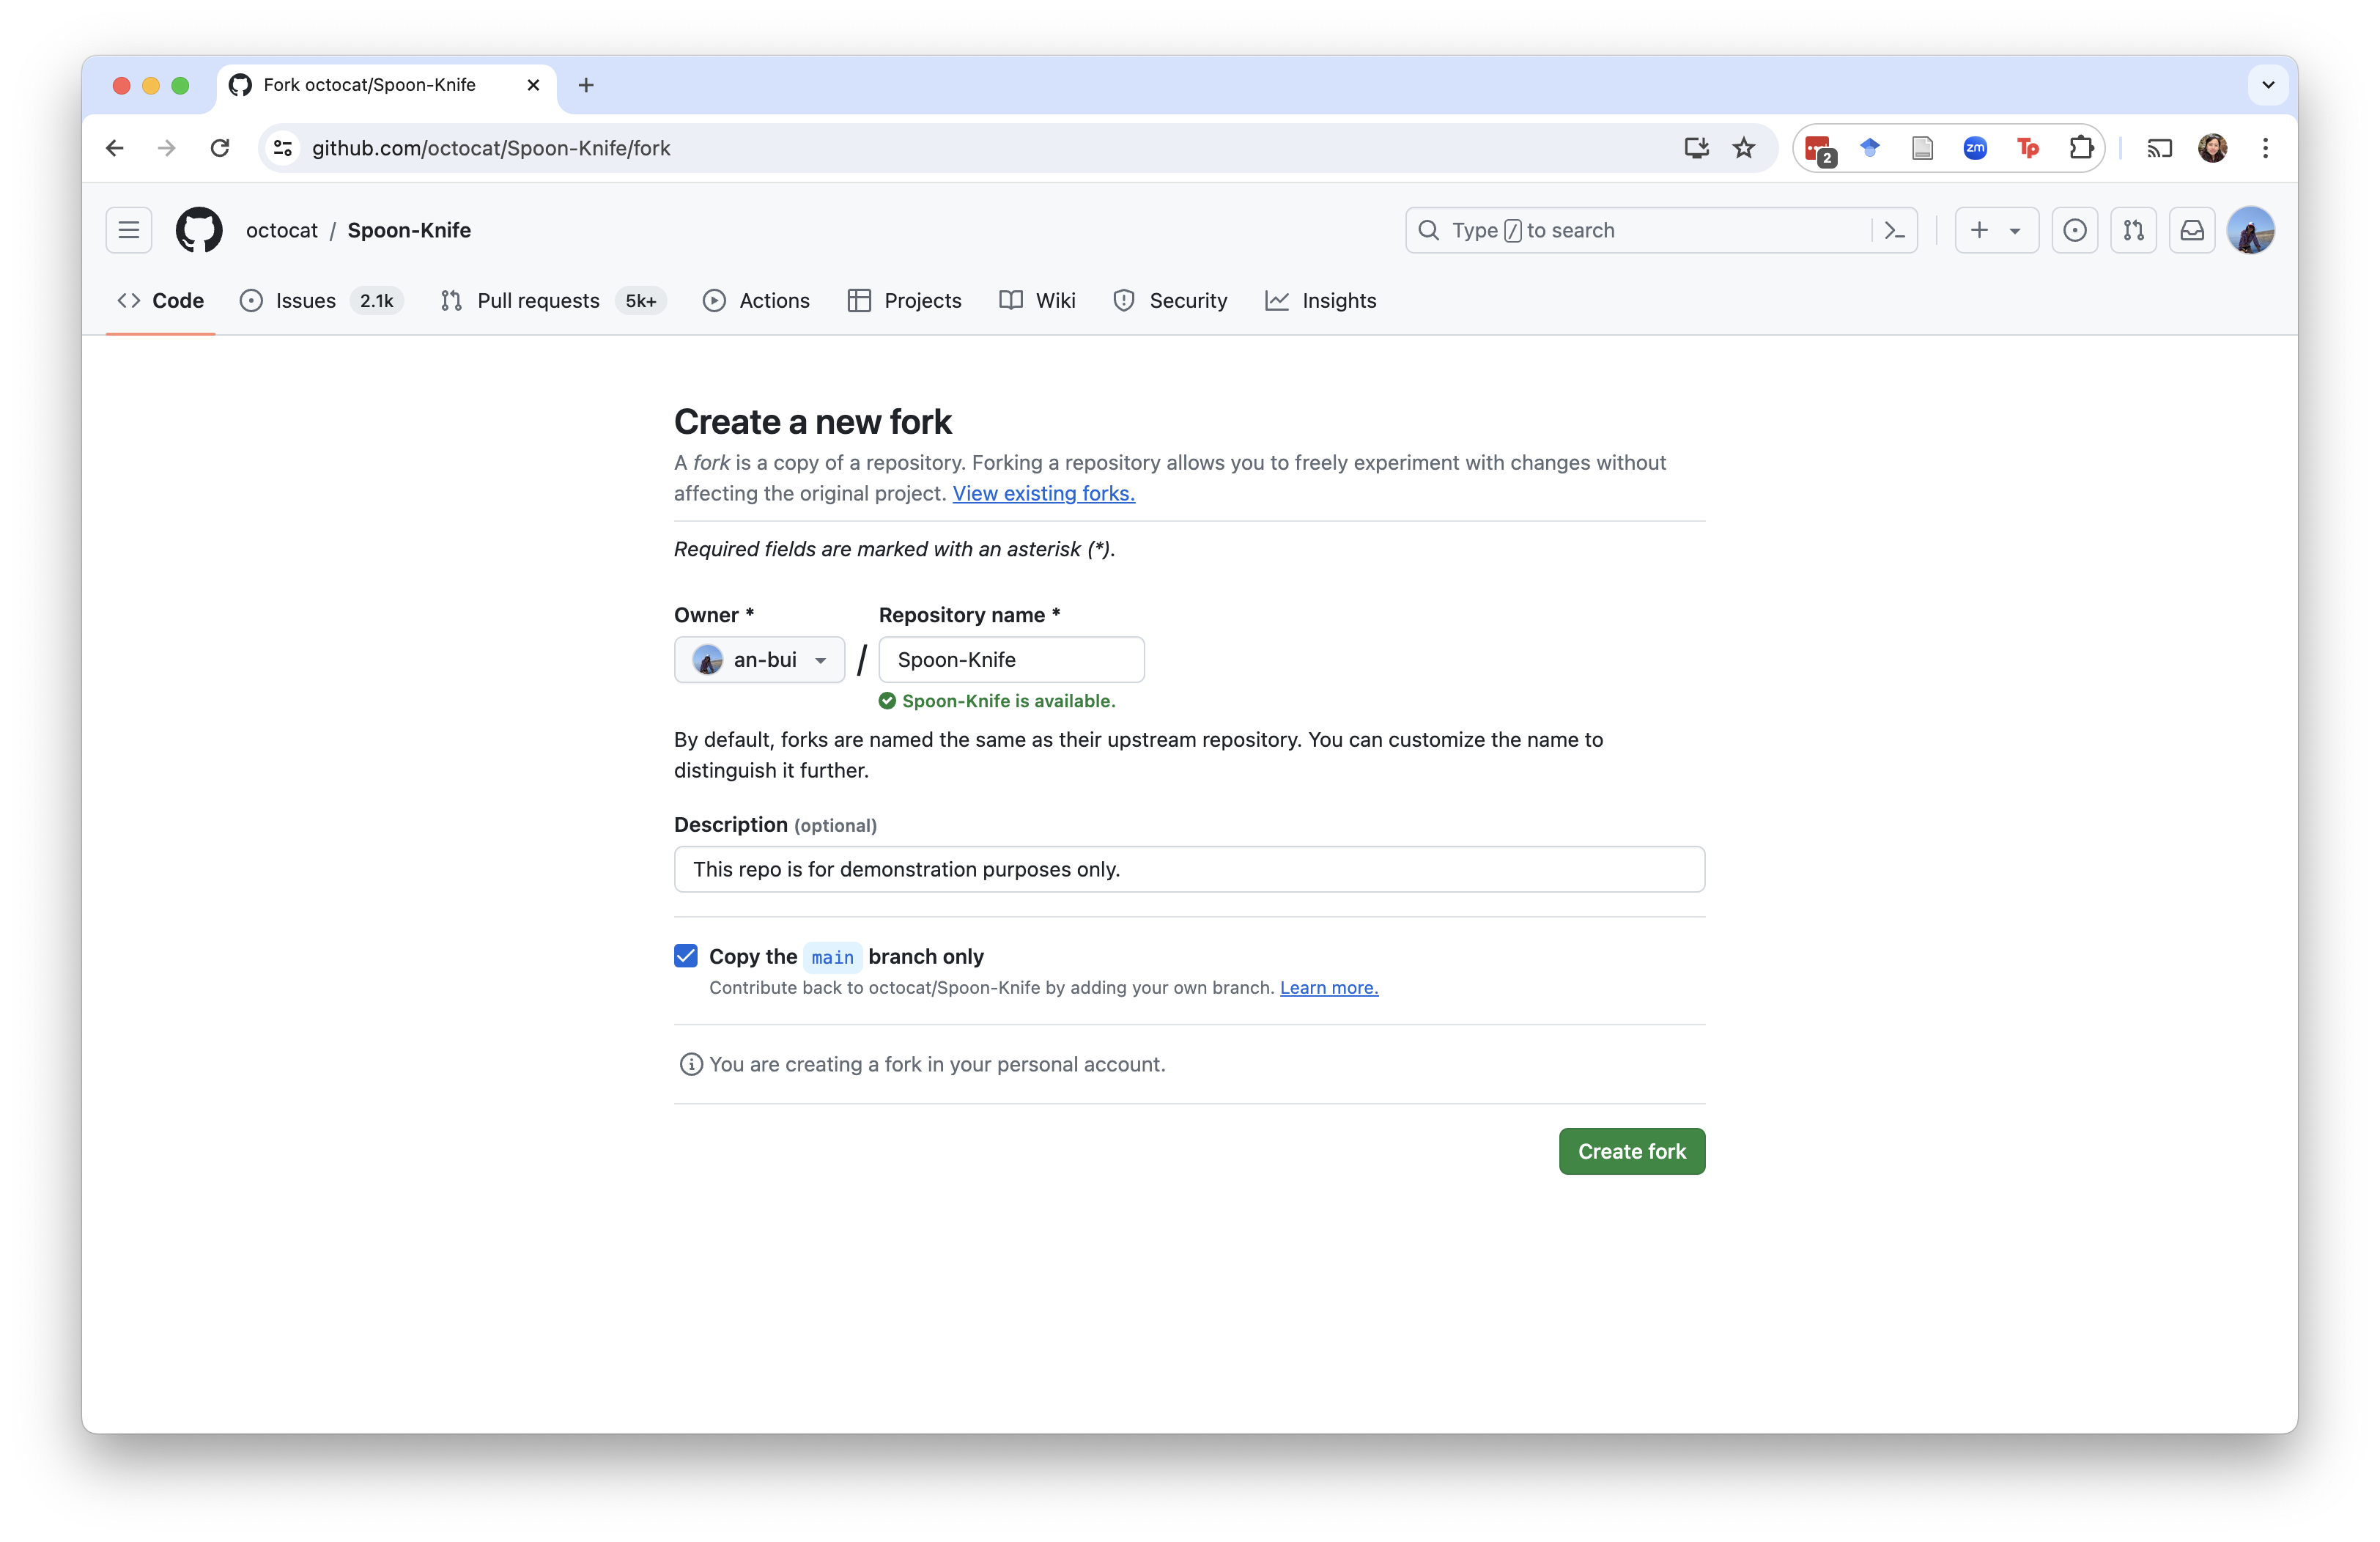 Fork octocat/Spoon-Knife
github.com/octocat/Spoon-Knife/fork
2
zm
Tp
octocat / Spoon-Knife
Type / to search
Code
Issues 2.1k
Pull requests 5k+
Actions
Projects
Wiki
Security
Insights
Create a new fork
A fork is a copy of a repository. Forking a repository allows you to freely experiment with changes without
affecting the original project. View existing forks.
Required fields are marked with an asterisk (*).
Owner * Repository name *
an-bui / Spoon-Knife
Spoon-Knife is available.
By default, forks are named the same as their upstream repository. You can customize the name to
distinguish it further.
Description (optional)
This repo is for demonstration purposes only.
Copy the main branch only
Contribute back to octocat/Spoon-Knife by adding your own branch. Learn more.
You are creating a fork in your personal account.
Create fork